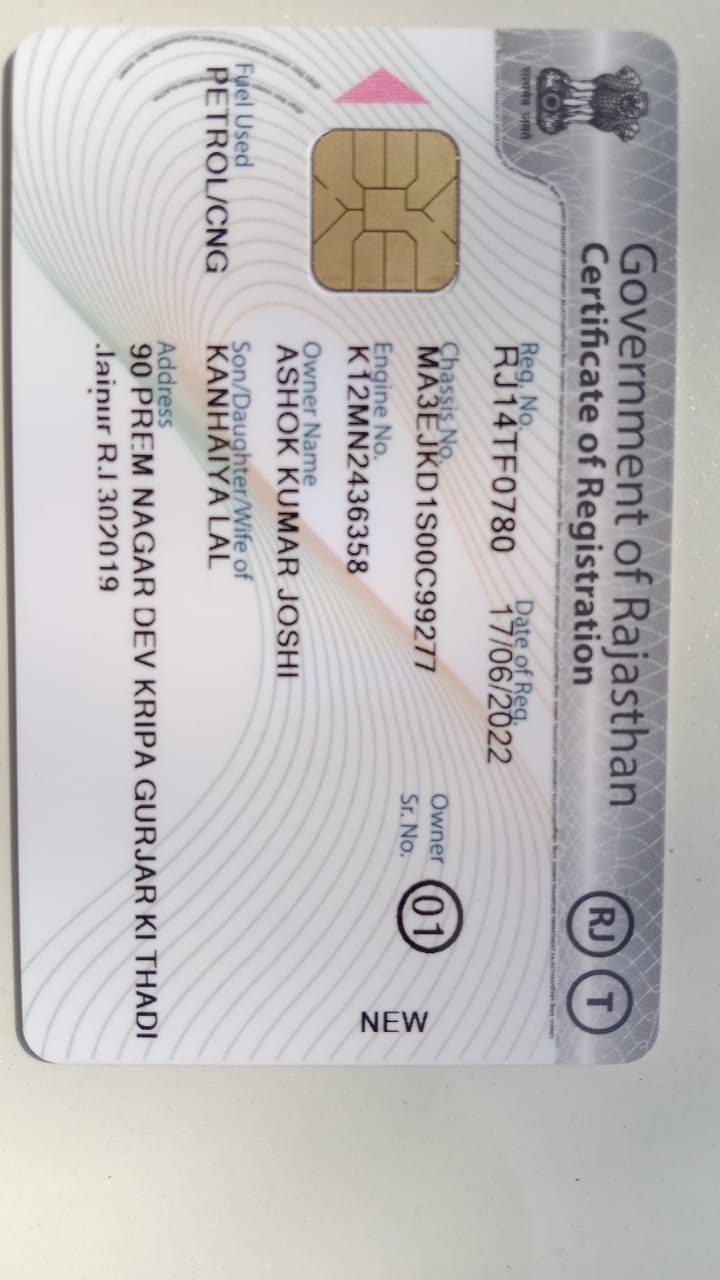 Government of Rajasthan
Certificate of Registration
RJ T
सत्यमेव जयते
Reg. No. Date of Reg.
RJ14TF0780 17/06/2022
Chassis No. Owner
MA3EJKD1S00C99277 Sr. No. 01
Engine No. NEW
K12MN2436358
Owner Name
ASHOK KUMAR JOSHI
Fuel Used Son/Daughter/Wife of
PETROL/CNG KANHAIYA LAL
Address
90 PREM NAGAR DEV KRIPA GURJAR KI THADI
Jaipur RJ 302019